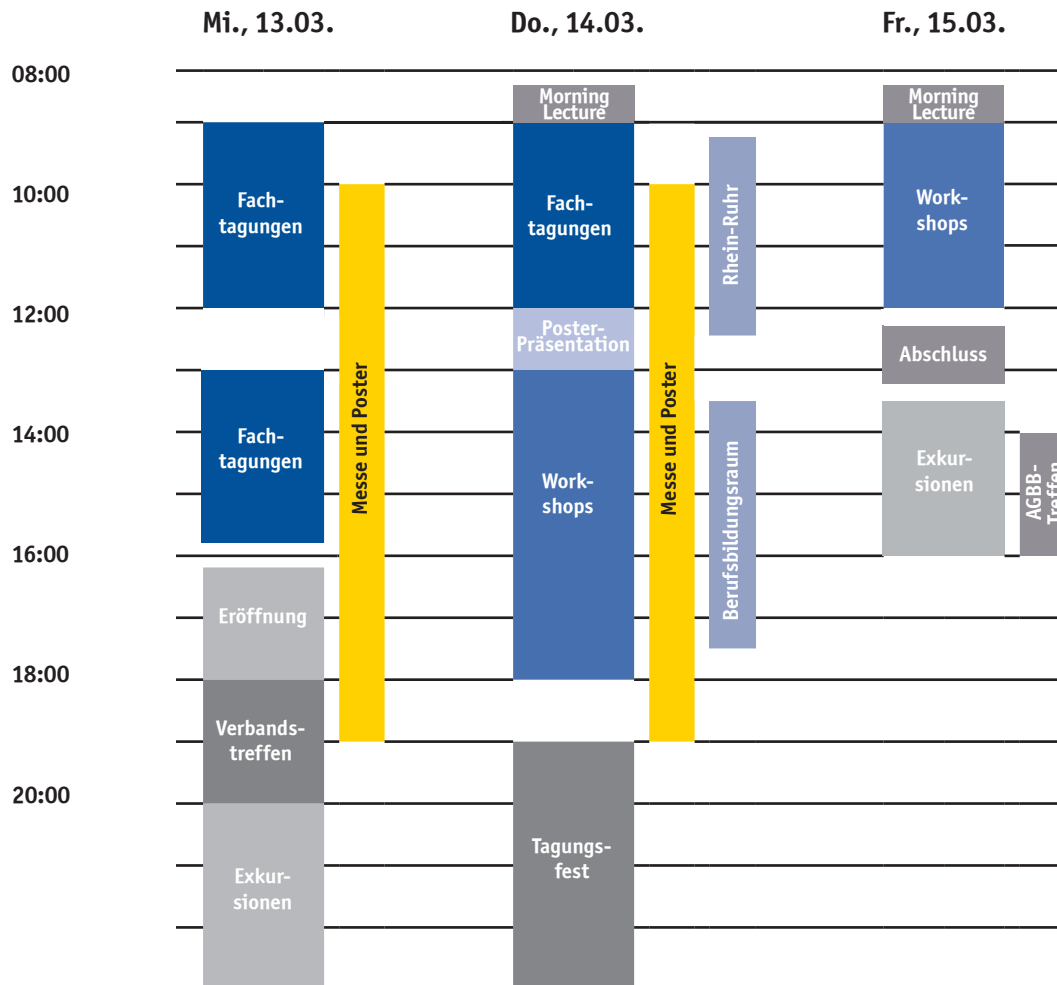 Mi., 13.03.
Do., 14.03.
Fr., 15.03.
08:00
10:00
12:00
14:00
16:00
18:00
20:00
Fach-
tagungen
Fach-
tagungen
Eröffnung
Verbands-
treffen
Exkur-
sionen
Messe und Poster
Morning
Lecture
Fach-
tagungen
Poster-
Präsentation
Work-
shops
Tagungs-
fest
Messe und Poster
Rhein-Ruhr
Berufsbildungsraum
Morning
Lecture
Work-
shops
Abschluss
Exkur-
sionen
AGBB-
Treffen